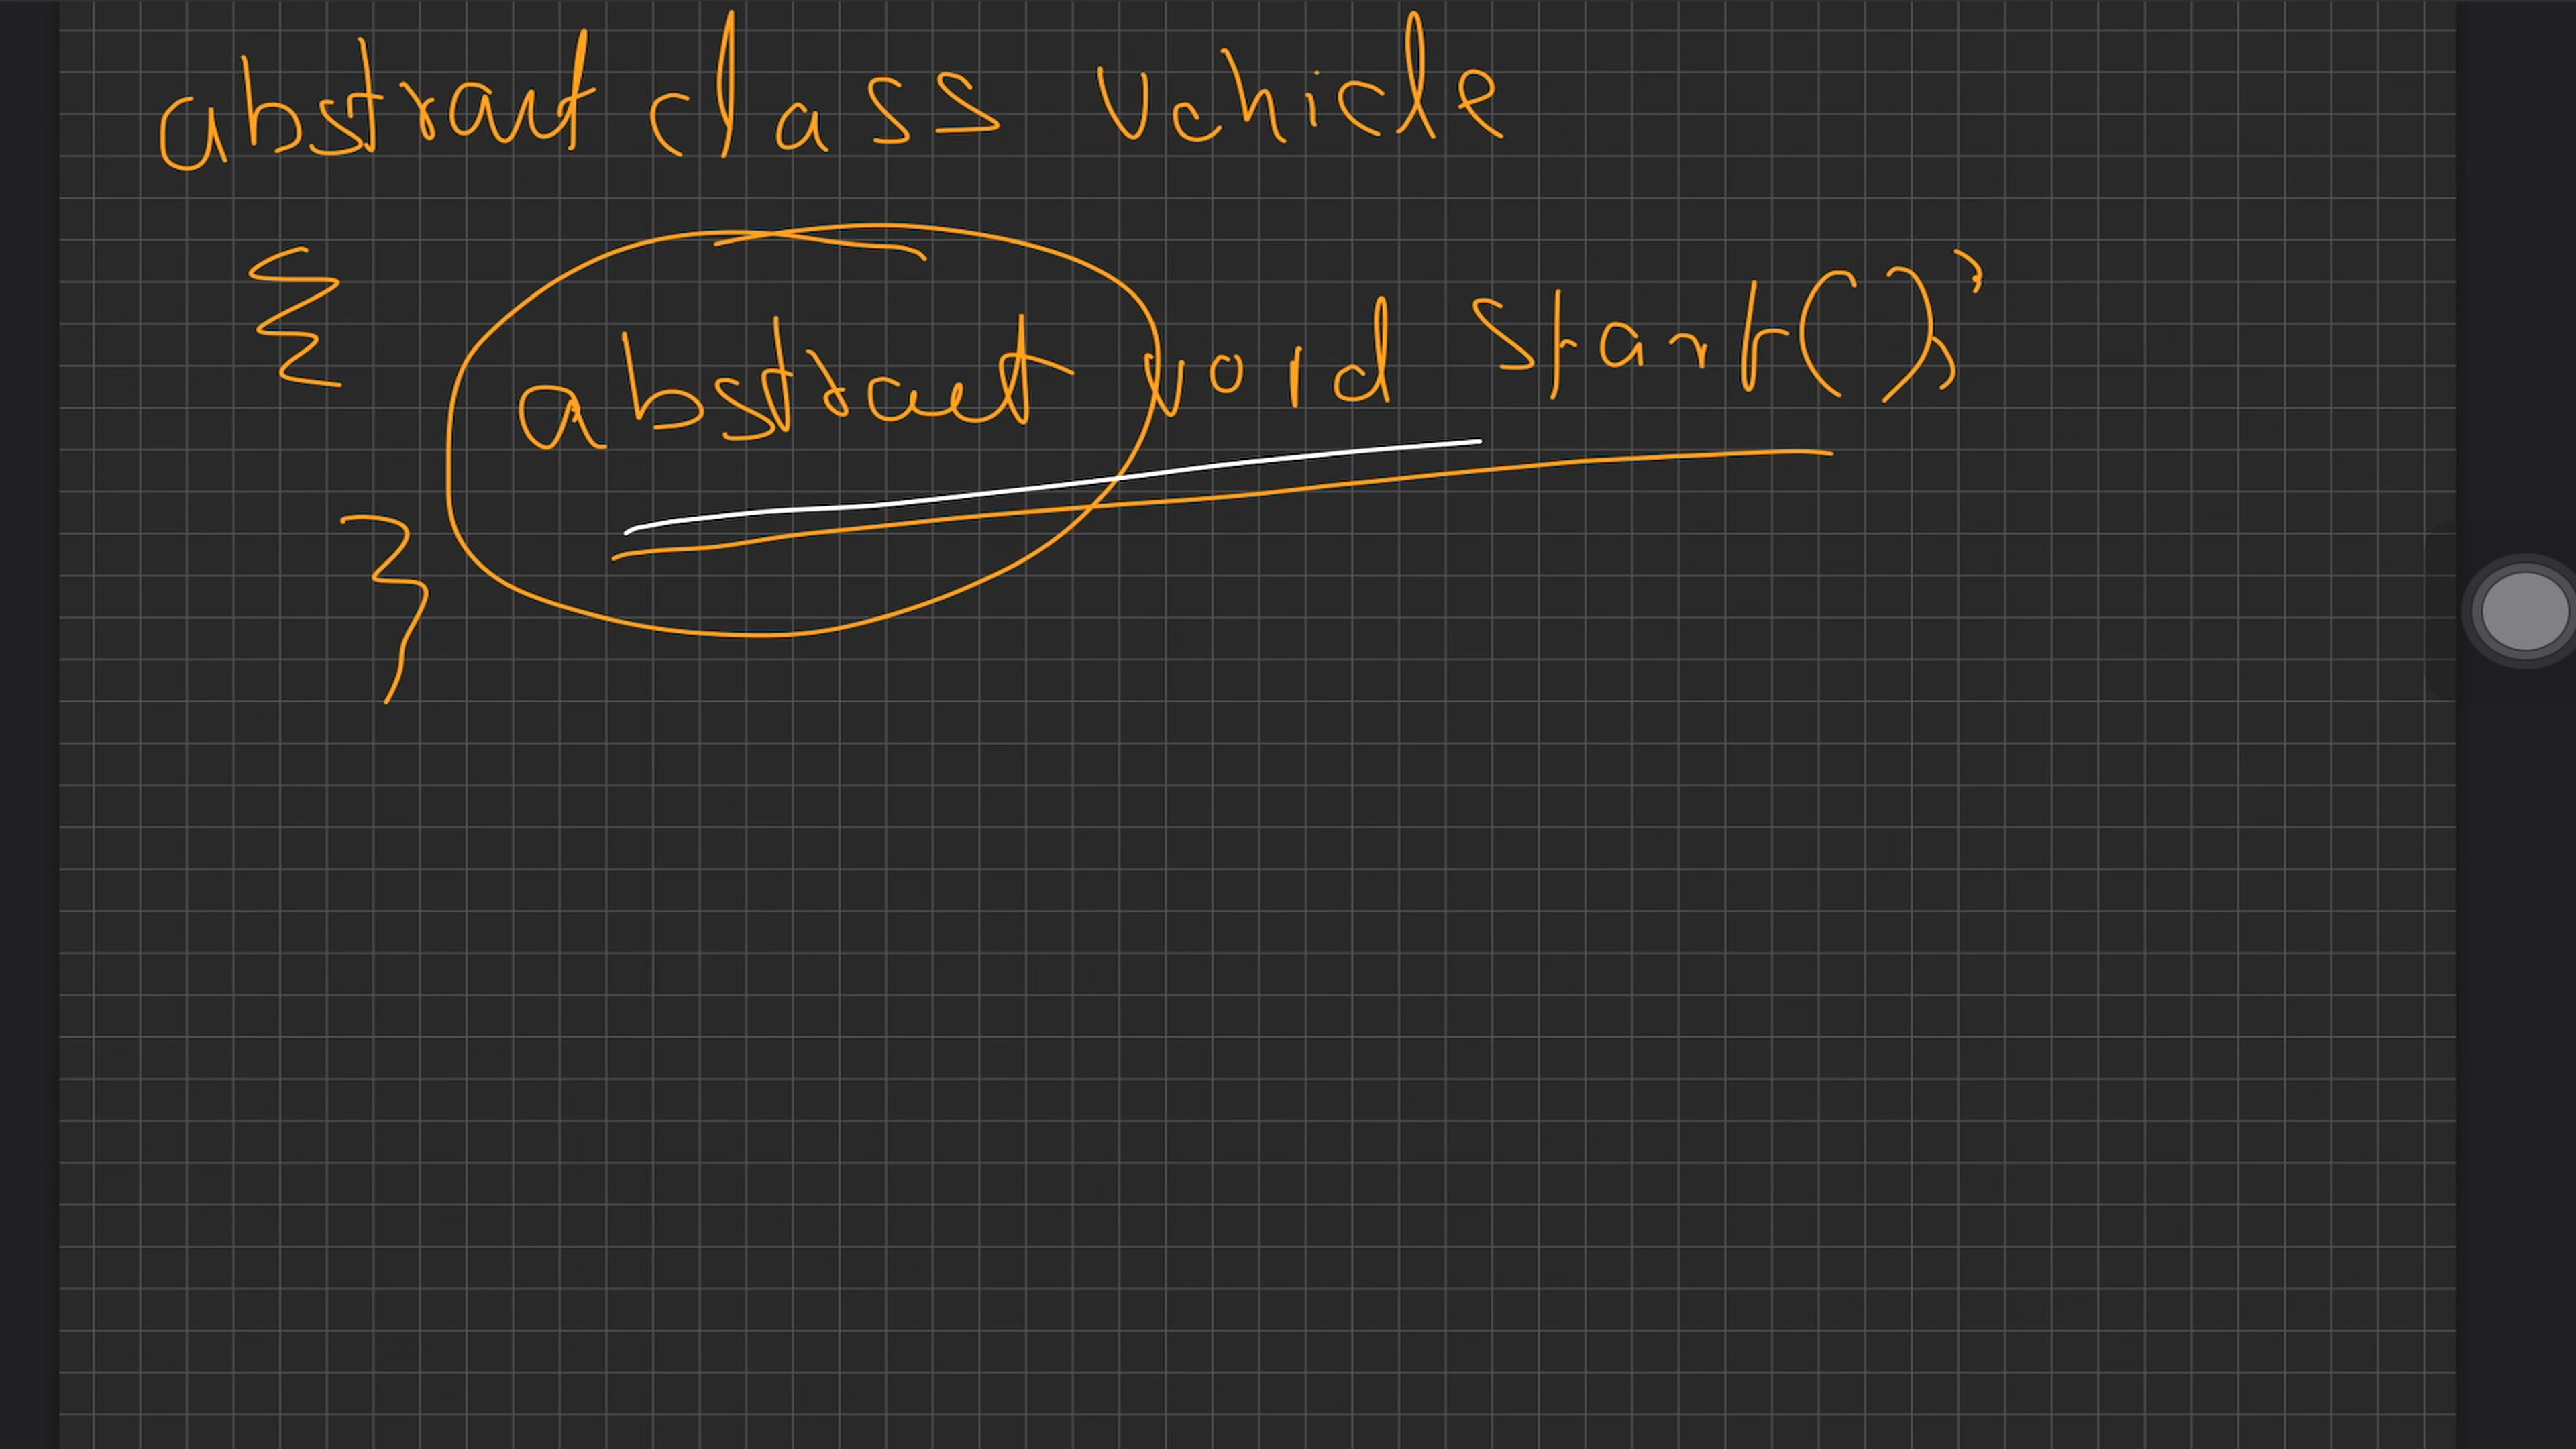 abstract class Vehicle
{
abstract void start();
}